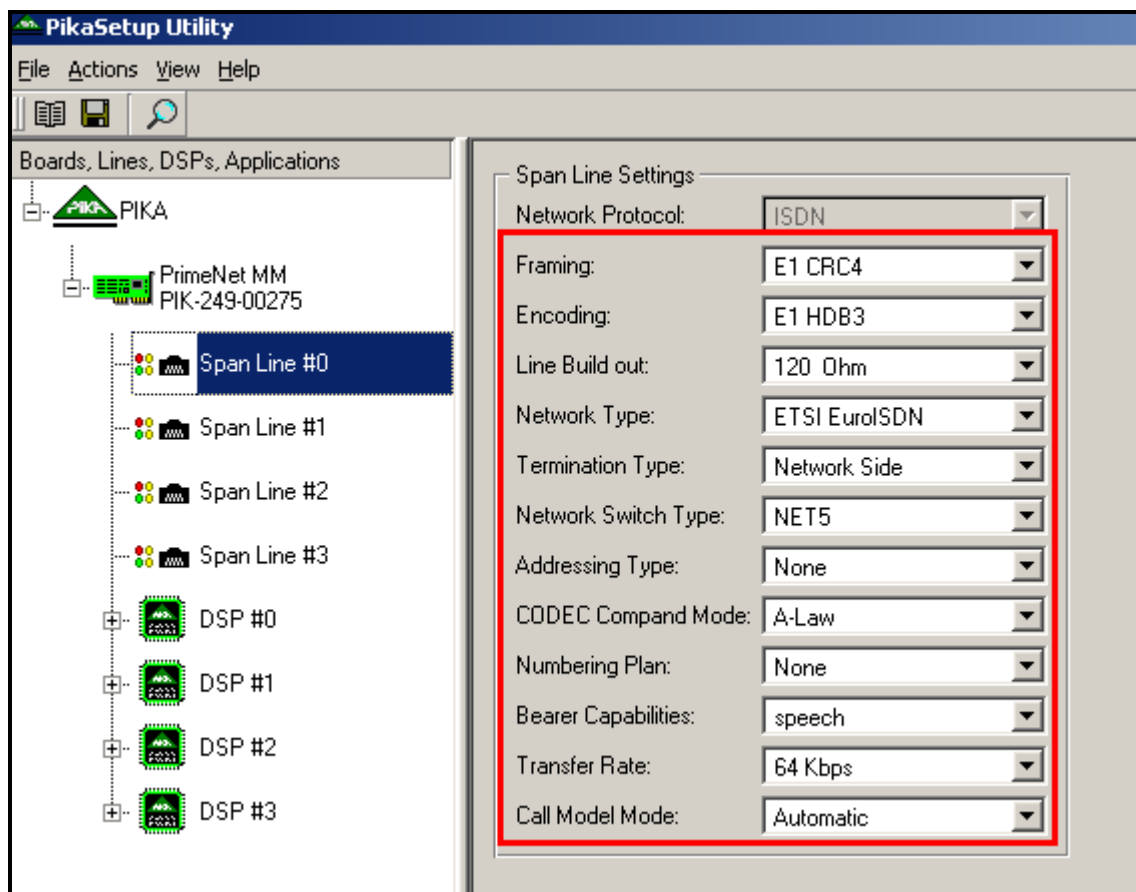 PikaSetup Utility
File Actions View Help
Boards, Lines, DSPs, Applications
PIKA PIKA
PrimeNet MM
PIK-249-00275
Span Line #0
Span Line #1
Span Line #2
Span Line #3
DSP #0
DSP #1
DSP #2
DSP #3
Span Line Settings
Network Protocol: ISDN
Framing: E1 CRC4
Encoding: E1 HDB3
Line Build out: 120 Ohm
Network Type: ETSI EuroISDN
Termination Type: Network Side
Network Switch Type: NET5
Addressing Type: None
CODEC Compand Mode: A-Law
Numbering Plan: None
Bearer Capabilities: speech
Transfer Rate: 64 Kbps
Call Model Mode: Automatic